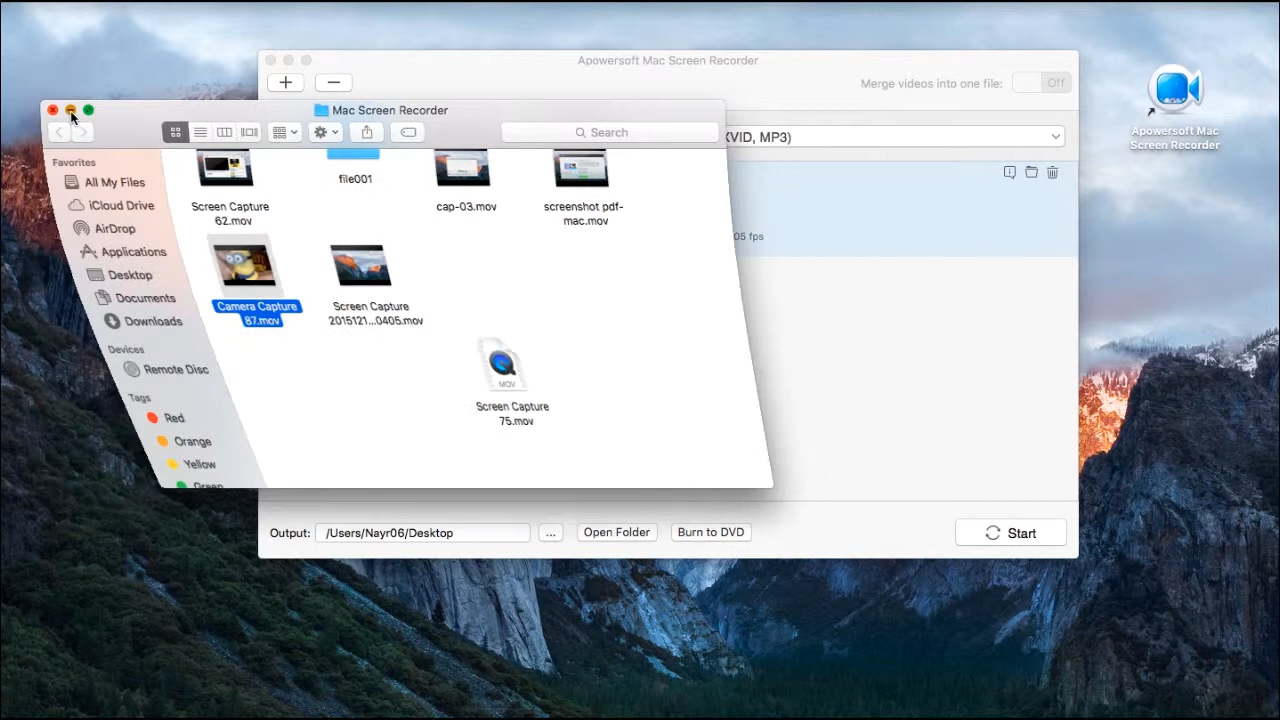 Apowersoft Mac Screen Recorder
Merge videos into one file:
Off
Mac Screen Recorder
Search
VID, MP3)
Favorites
All My Files
iCloud Drive
AirDrop
Applications
Desktop
Documents
Downloads
Devices
Remote Disc
Tags
Red
Orange
Yellow
Green
Screen Capture
62.mov
file001
cap-03.mov
screenshot pdf-
mac.mov
Camera Capture
87.mov
Screen Capture
2015121...0405.mov
MOV
Screen Capture
75.mov
05 fps
Output:
/Users/Nayr06/Desktop
...
Open Folder
Burn to DVD
Start
Apowersoft Mac
Screen Recorder